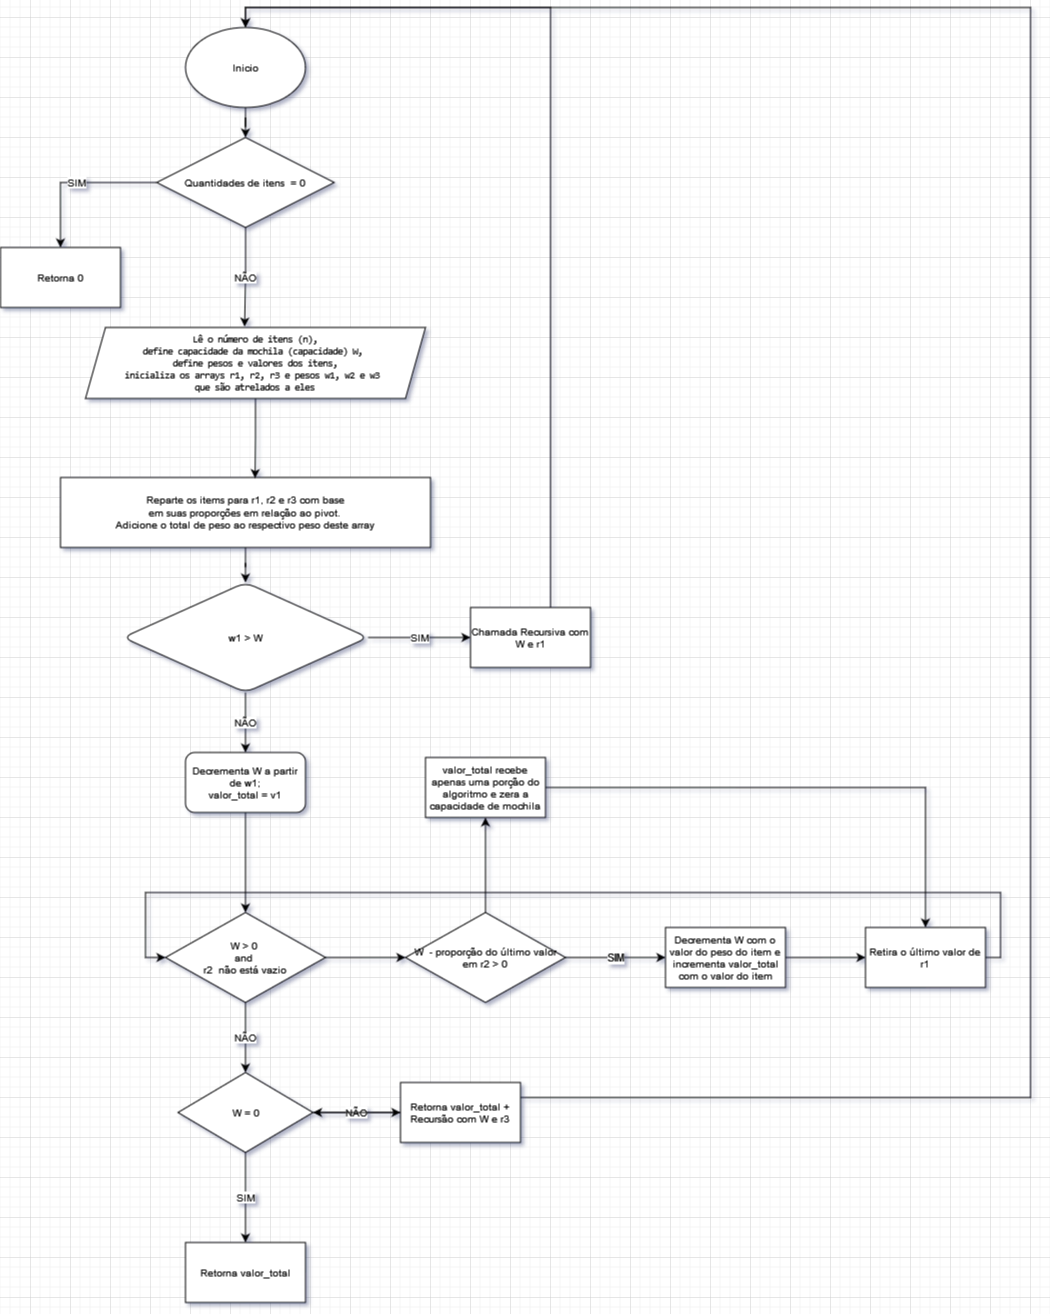 Inicio
Quantidades de itens = 0
SIM
Retorna 0
NÃO
Lê o número de itens (n),
define capacidade da mochila (capacidade) W,
define pesos e valores dos itens,
inicializa os arrays r1, r2, r3 e pesos w1, w2 e w3
que são atrelados a eles
Reparte os items para r1, r2 e r3 com base
em suas proporções em relação ao pivot.
Adicione o total de peso ao respectivo peso deste array
w1 > W
SIM
Chamada Recursiva com
W e r1
NÃO
Decrementa W a partir
de w1;
valor_total = v1
valor_total recebe
apenas uma porção do
algoritmo e zera a
capacidade de mochila
W > 0
and
r2 não está vazio
W - proporção do último valor
em r2 > 0
SIM
Decrementa W com o
valor do peso do item e
incrementa valor_total
com o valor do item
Retira o último valor de
r1
NÃO
W = 0
NÃO
Retorna valor_total +
Recursão com W e r3
SIM
Retorna valor_total